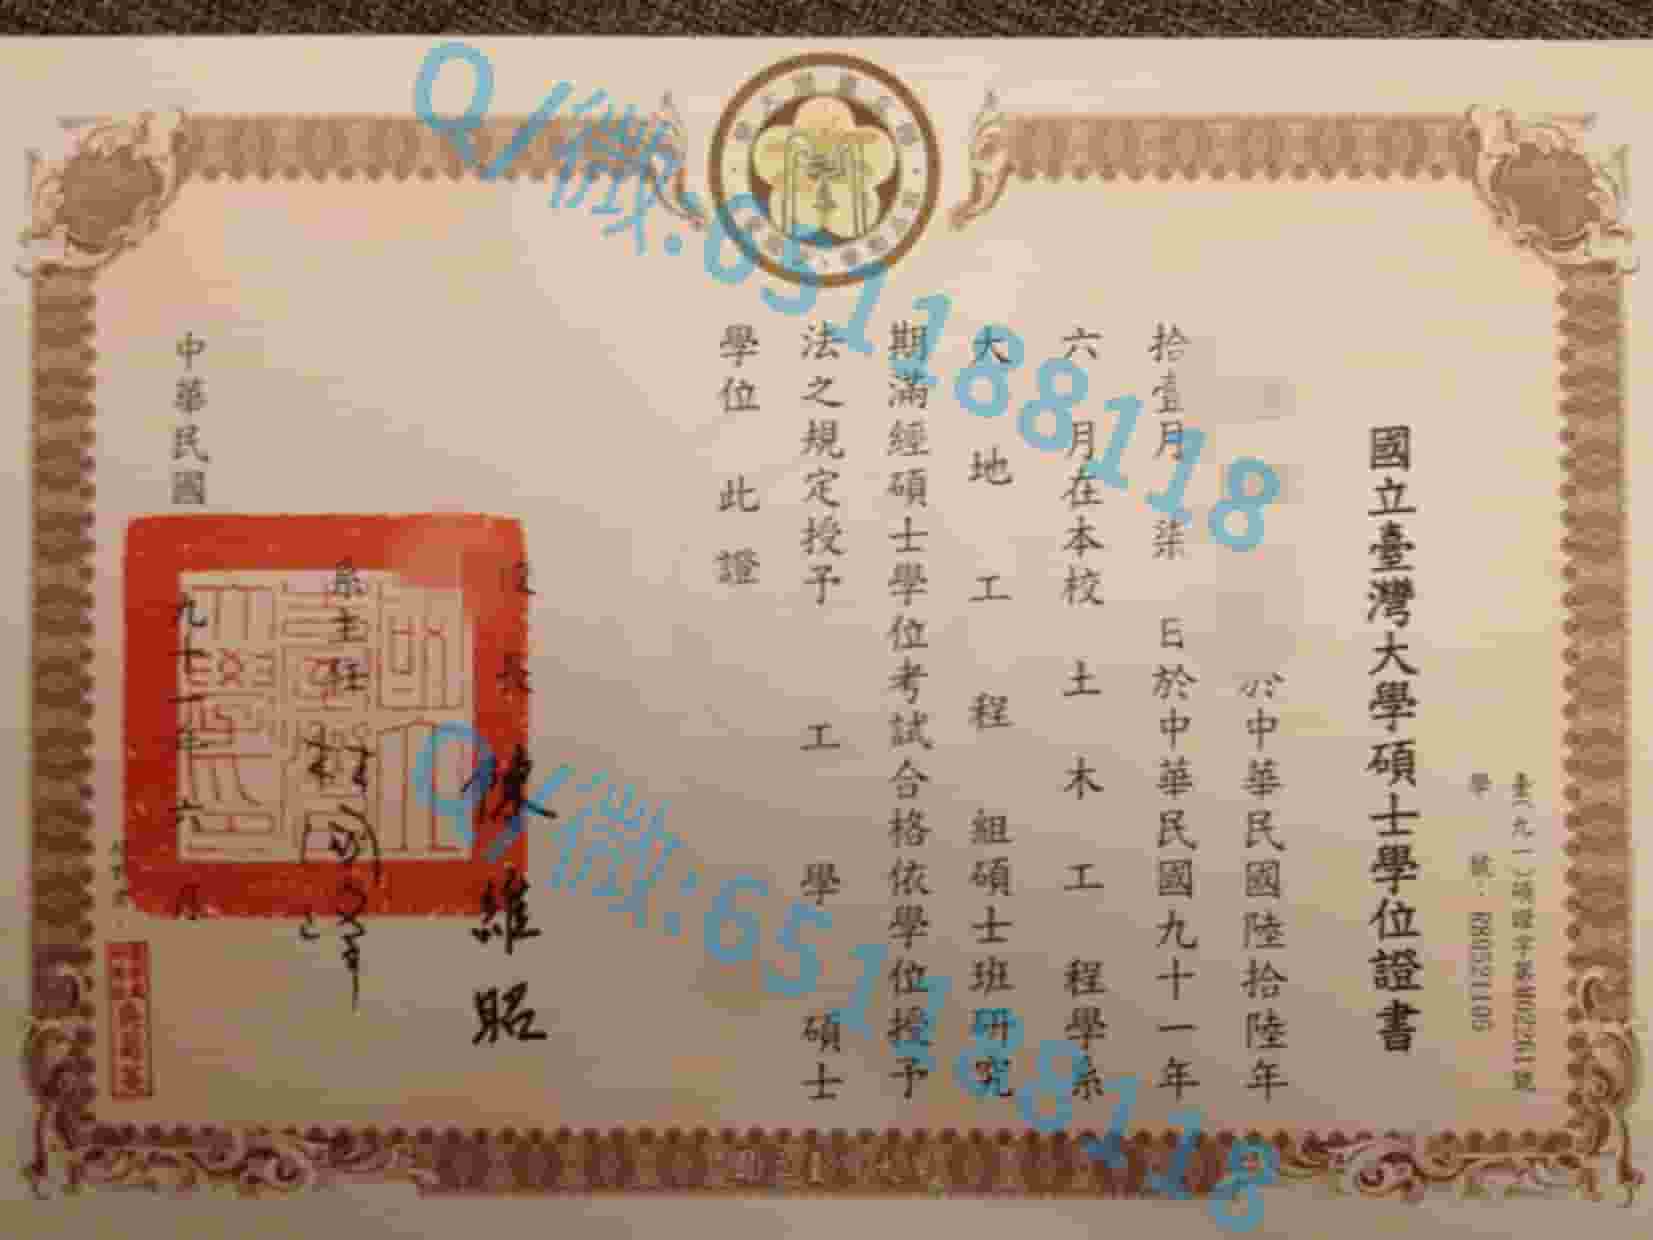 國立臺灣大學碩士學位證書
學號：R89521105
於中華民國陸拾陸年
拾壹月柒日於中華民國九十一年
六月在本校土木工程學系
大地工程組碩士班研究
期滿經碩士學位考試合格依學位授予
法之規定授予工學碩士
學位此證
校長陳維昭
系主任
中華民國九十一年六月
Q/微:651188118
Q/微:651188118